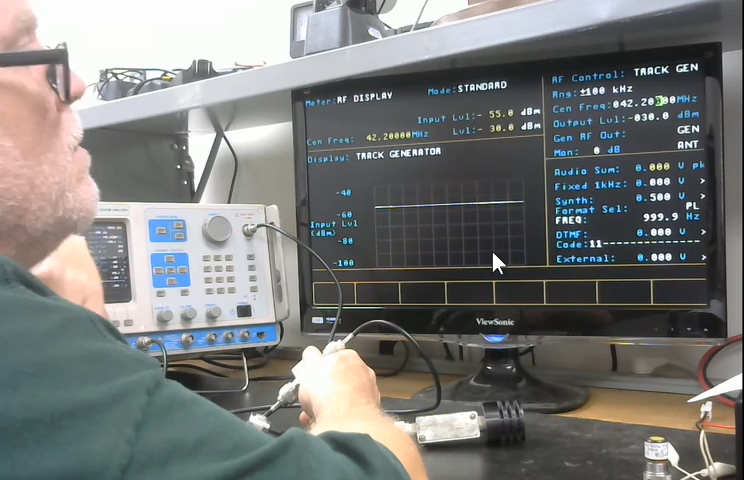 Meter:RF DISPLAY
Mode:STANDARD
Input Lvl:- 55.0 dBm
Cen Freq: 42.20000MHz
Lvl:- 30.0 dBm
Display: TRACK GENERATOR
-40
-60
Input Lvl
(dBm)
-80
-100
RF Control: TRACK GEN
Rng: ±100 kHz
Cen Freq:042.2000MHz
Output Lvl:-030.0 dBm
Gen RF Out: GEN
ANT
Mon: 0 dB
Audio Sum: 0.000 V pk
Fixed 1kHz: 0.000 V >
Synth: 0.500 V >
Format Sel: PL
FREQ: 999.9 Hz
DTMF: 0.000 V >
Code:11--------------
External: 0.000 V >
ViewSonic